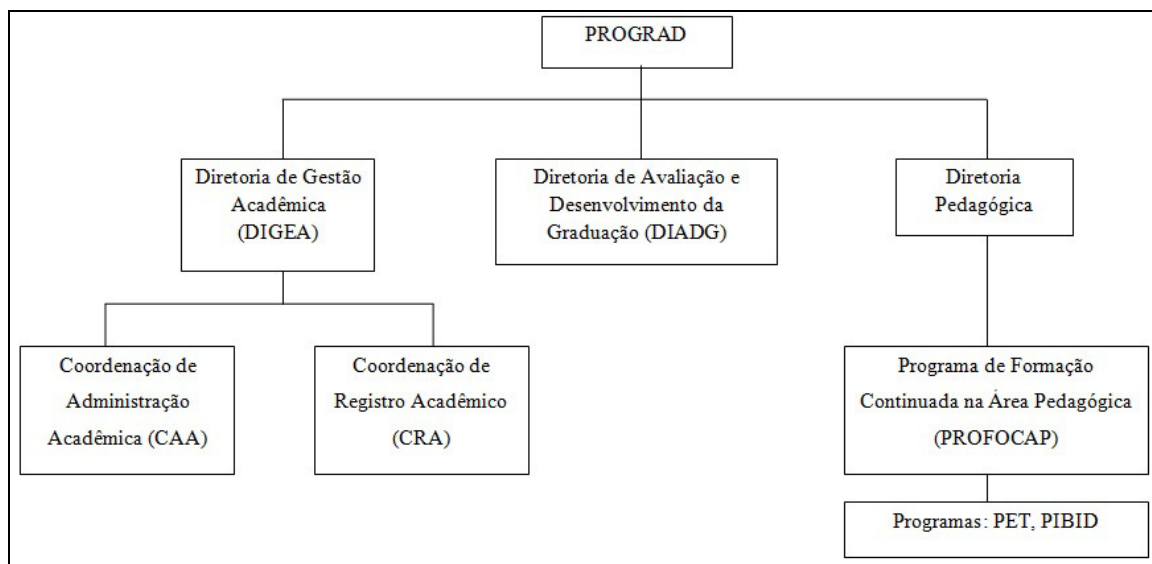 PROGRAD
Diretoria de Gestão
Acadêmica
(DIGEA)
Diretoria de Avaliação e
Desenvolvimento da
Graduação (DIADG)
Diretoria
Pedagógica
Coordenação de
Administração
Acadêmica (CAA)
Coordenação de
Registro Acadêmico
(CRA)
Programa de Formação
Continuada na Área Pedagógica
(PROFOCAP)
Programas: PET, PIBID